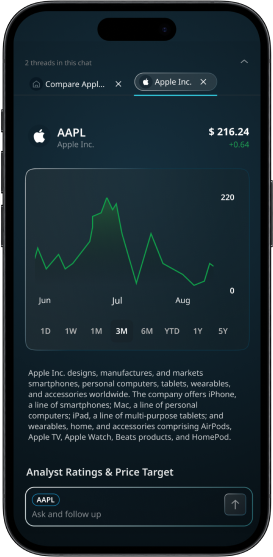 2 threads in this chat
Compare Appl...
Apple Inc.
AAPL
$ 216.24
Apple Inc.
+0.64
220
0
Jun
Jul
Aug
1D
1W
1M
3M
6M
YTD
1Y
5Y
Apple Inc. designs, manufactures, and markets
smartphones, personal computers, tablets, wearables,
and accessories worldwide. The company offers iPhone,
a line of smartphones; Mac, a line of personal
computers; iPad, a line of multi-purpose tablets; and
wearables, home, and accessories comprising AirPods,
Apple TV, Apple Watch, Beats products, and HomePod.
Analyst Ratings & Price Target
AAPL
Ask and follow up